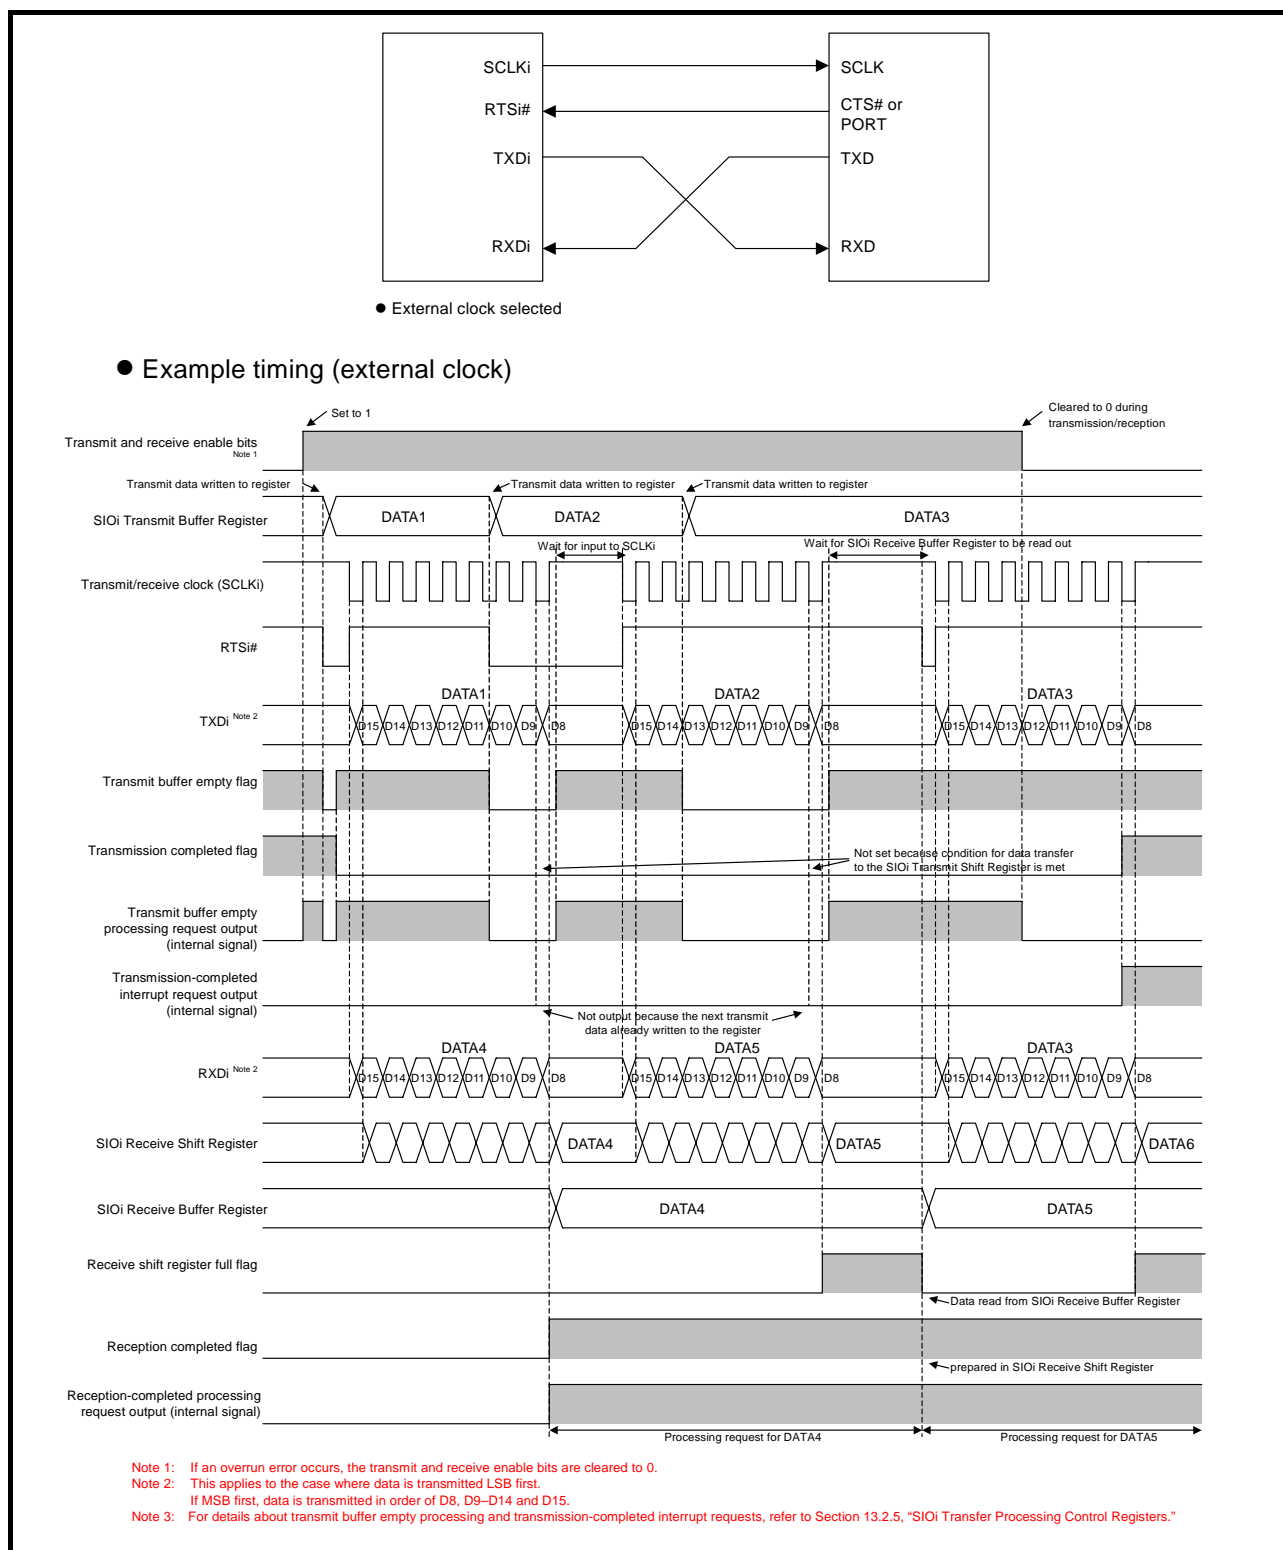 SCLKi SCLK
RTSi# CTS# or
PORT
TXDi TXD
RXDi RXD
● External clock selected
● Example timing (external clock)
Set to 1
Cleared to 0 during
transmission/reception
Transmit and receive enable bits
Note 1
Transmit data written to register Transmit data written to register Transmit data written to register
SIOi Transmit Buffer Register DATA1 DATA2 DATA3
Wait for input to SCLKi Wait for SIOi Receive Buffer Register to be read out
Transmit/receive clock (SCLKi)
RTSi#
DATA1 DATA2 DATA3
TXDi Note 2 D15 D14 D13 D12 D11 D10 D9 D8 D15 D14 D13 D12 D11 D10 D9 D8 D15 D14 D13 D12 D11 D10 D9 D8
Transmit buffer empty flag
Transmission completed flag
Not set because condition for data transfer
to the SIOi Transmit Shift Register is met
Transmit buffer empty
processing request output
(internal signal)
Transmission-completed
interrupt request output
(internal signal)
Not output because the next transmit
data already written to the register
DATA4 DATA5 DATA3
RXDi Note 2 D15 D14 D13 D12 D11 D10 D9 D8 D15 D14 D13 D12 D11 D10 D9 D8 D15 D14 D13 D12 D11 D10 D9 D8
SIOi Receive Shift Register DATA4 DATA5 DATA6
SIOi Receive Buffer Register DATA4 DATA5
Receive shift register full flag
Data read from SIOi Receive Buffer Register
Reception completed flag
prepared in SIOi Receive Shift Register
Reception-completed processing
request output (internal signal)
Processing request for DATA4 Processing request for DATA5
Note 1: If an overrun error occurs, the transmit and receive enable bits are cleared to 0.
Note 2: This applies to the case where data is transmitted LSB first.
If MSB first, data is transmitted in order of D8, D9–D14 and D15.
Note 3: For details about transmit buffer empty processing and transmission-completed interrupt requests, refer to Section 13.2.5, “SIOi Transfer Processing Control Registers.”